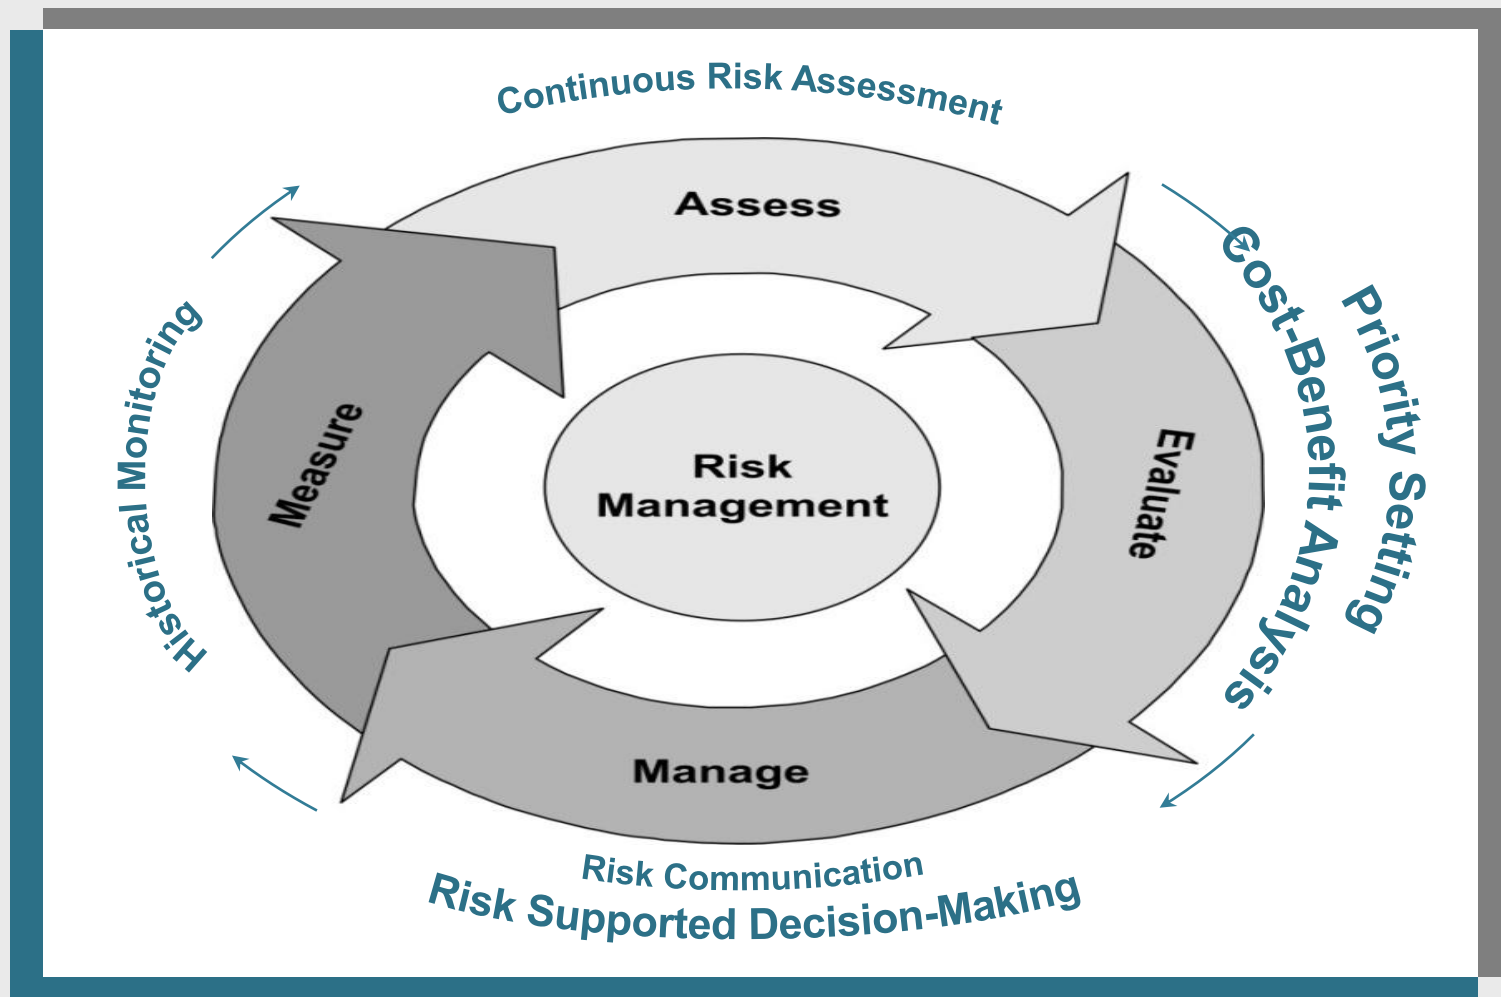 Continuous Risk Assessment
Assess
Cost-Benefit Analysis
Priority Setting
Evaluate
Risk
Management
Measure
Historical Monitoring
Manage
Risk Communication
Risk Supported Decision-Making